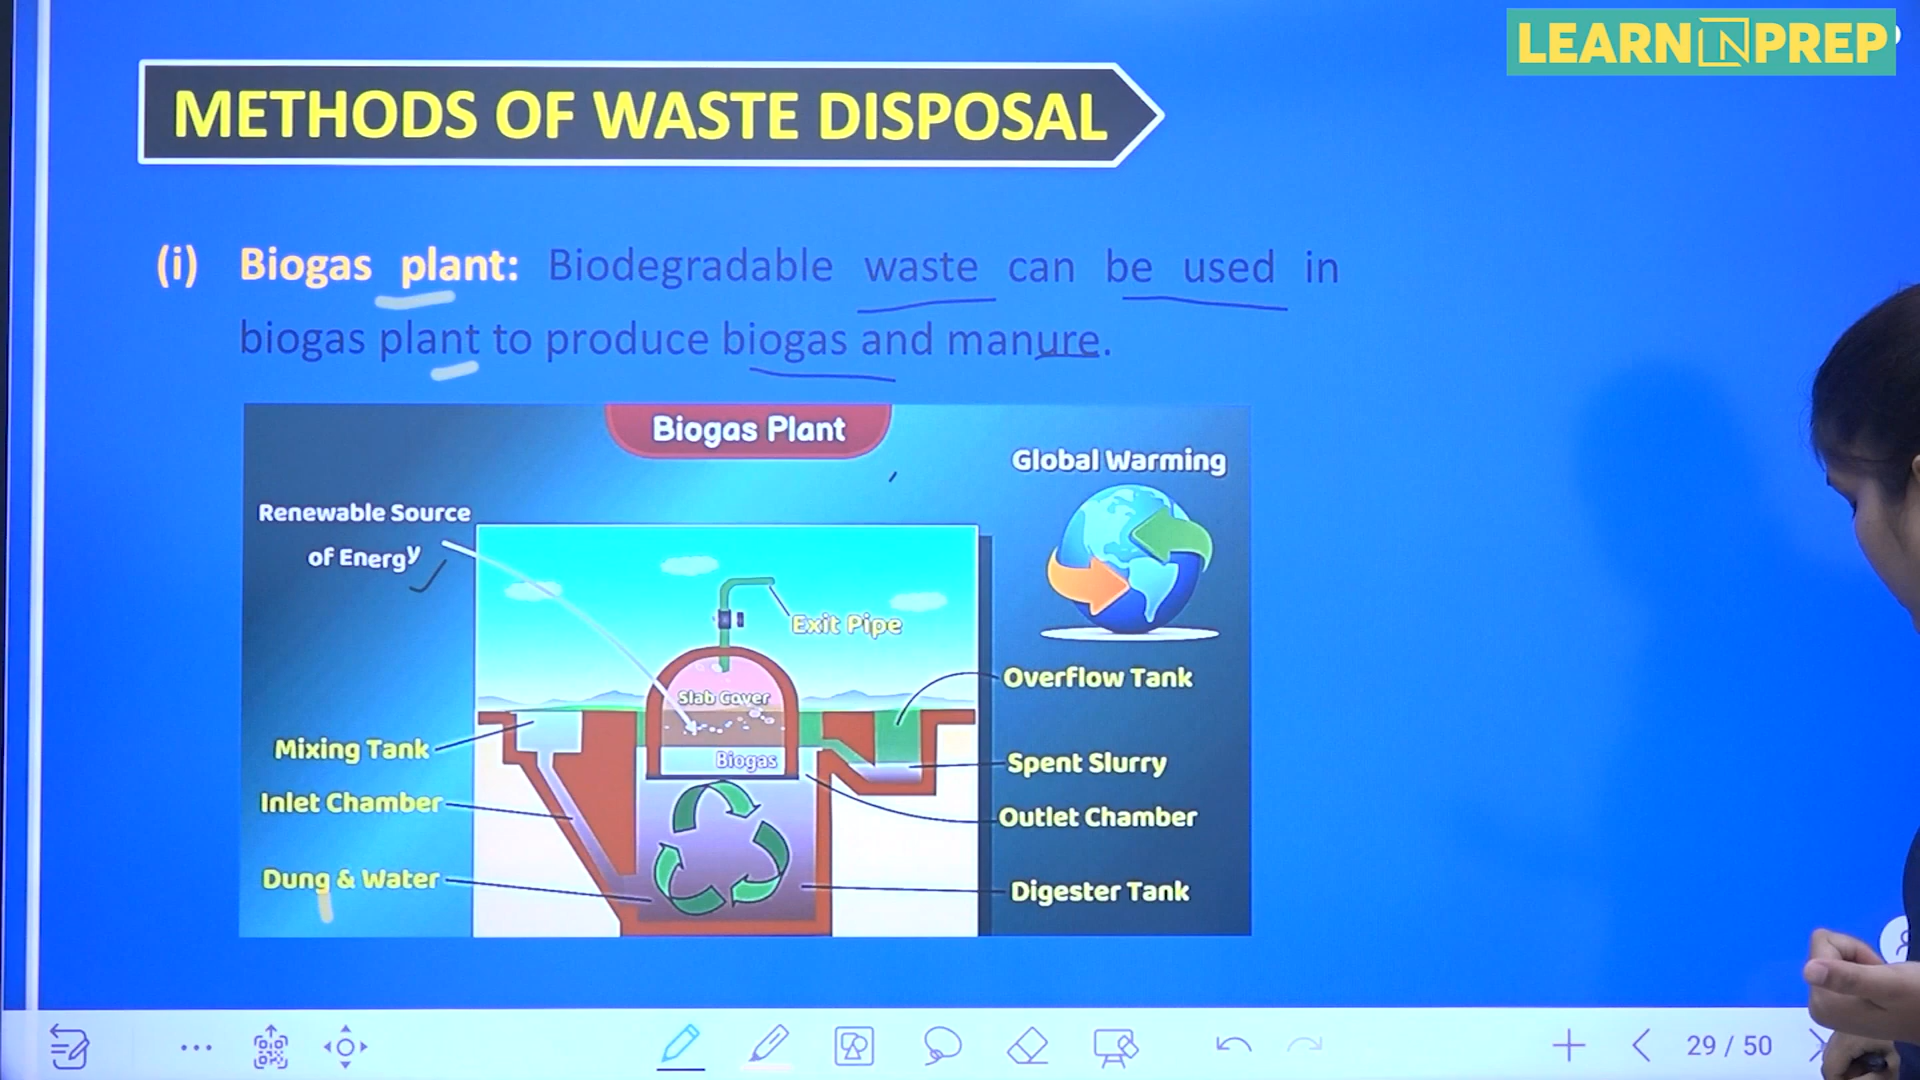 LEARNINPREP
METHODS OF WASTE DISPOSAL
(i) Biogas plant: Biodegradable waste can be used in
biogas plant to produce biogas and manure.
Biogas Plant
Global Warming
Renewable Source
of Energy
Exit Pipe
Slab Cover
Overflow Tank
Mixing Tank
Biogas
Spent Slurry
Inlet Chamber
Outlet Chamber
Dung & Water
Digester Tank
29 / 50